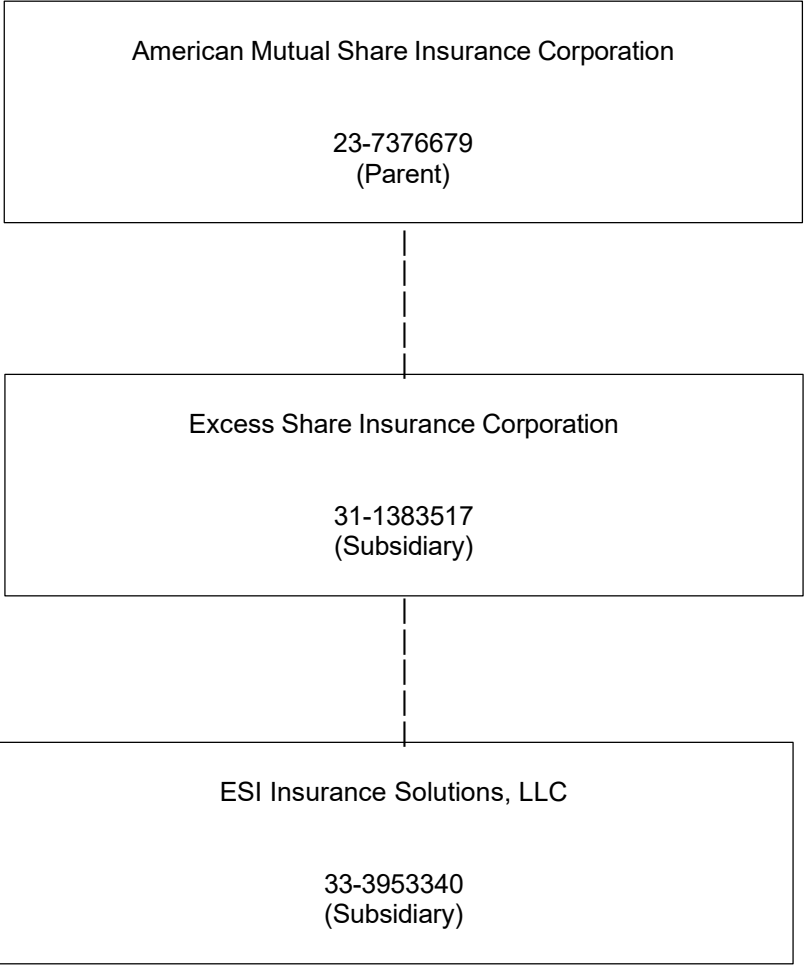 American Mutual Share Insurance Corporation
23-7376679
(Parent)
Excess Share Insurance Corporation
31-1383517
(Subsidiary)
ESI Insurance Solutions, LLC
33-3953340
(Subsidiary)